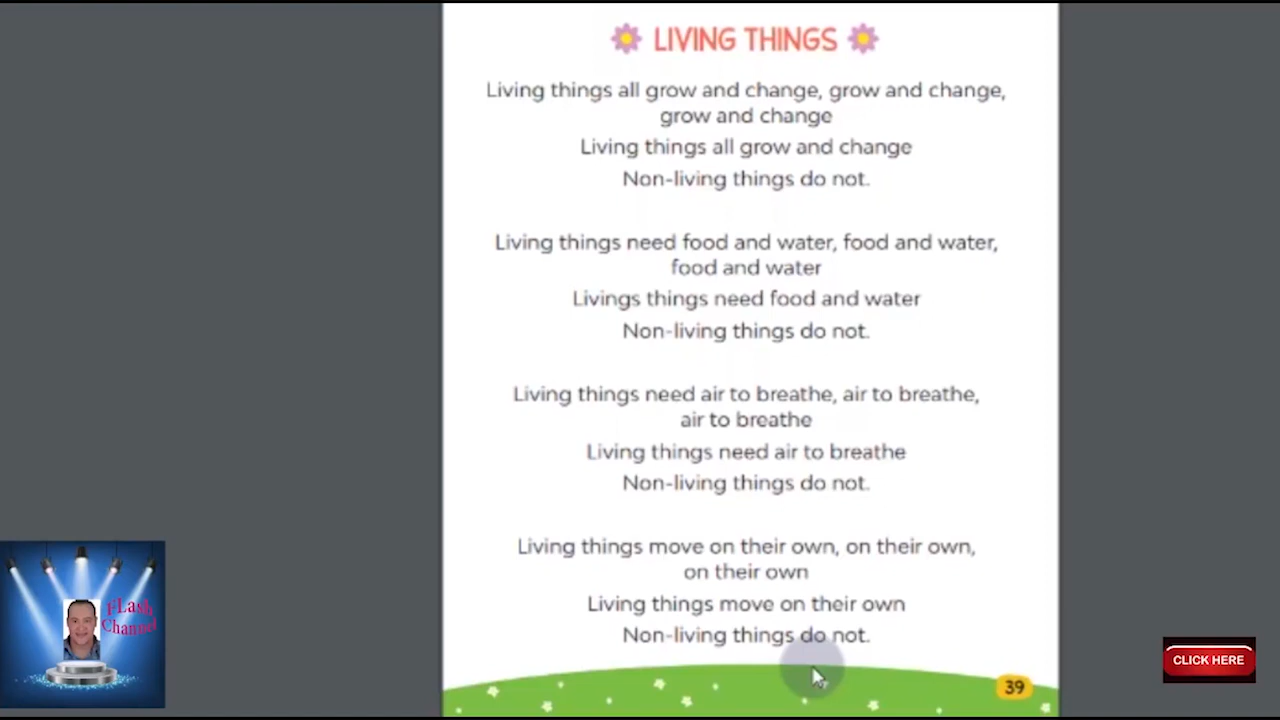 LIVING THINGS
Living things all grow and change, grow and change,
grow and change
Living things all grow and change
Non-living things do not.
Living things need food and water, food and water,
food and water
Livings things need food and water
Non-living things do not.
Living things need air to breathe, air to breathe,
air to breathe
Living things need air to breathe
Non-living things do not.
Living things move on their own, on their own,
on their own
Living things move on their own
Non-living things do not.
39
fLash
Channel
CLICK HERE